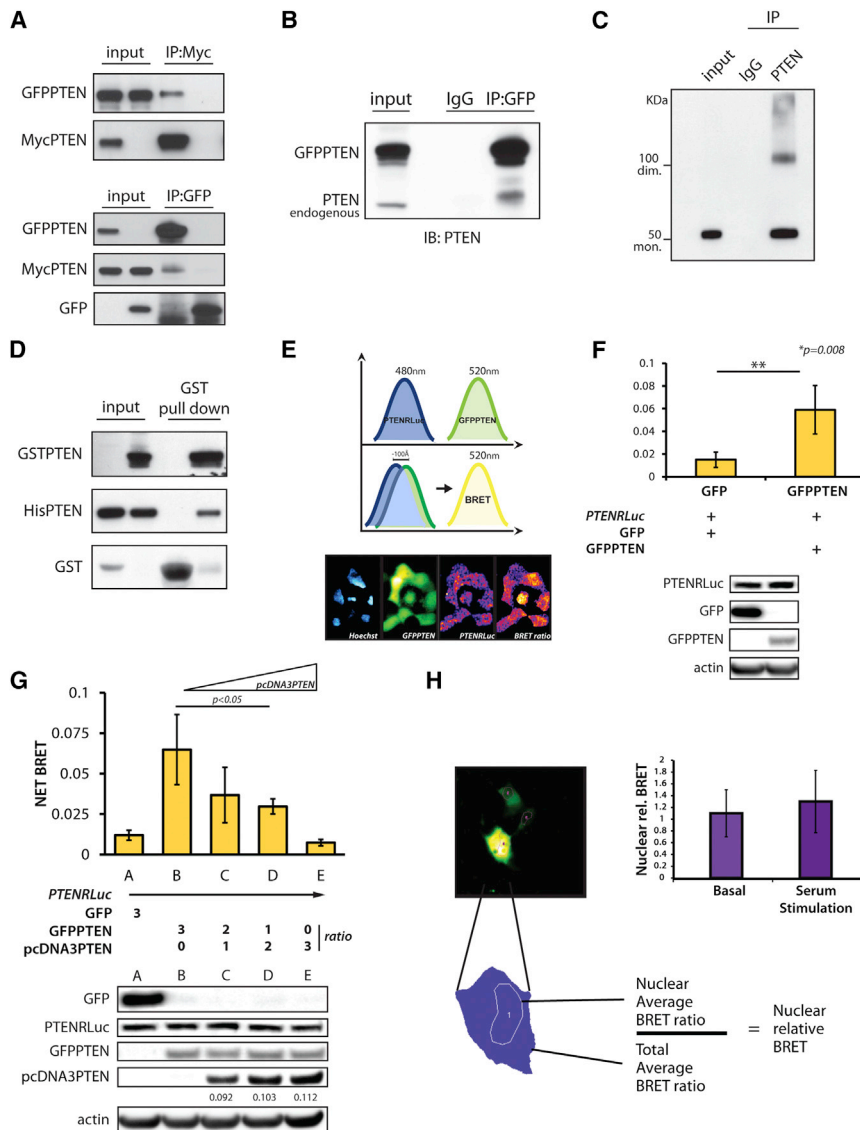 A
input IP:Myc
GFPPTEN
MycPTEN
input IP:GFP
GFPPTEN
MycPTEN
GFP
B
input IgG IP:GFP
GFPPTEN
PTEN
endogenous
IB: PTEN
C
IP
input IgG PTEN
KDa
100
dim.
50
mon.
D
GST
input pull down
GSTPTEN
HisPTEN
GST
E
480nm 520nm
PTENRLuc GFPPTEN
-100Å 520nm
BRET
Hoechst GFPPTEN PTENRLuc BRET ratio
F
*p=0.008
**
0.1
0.08
0.06
0.04
0.02
0
GFP GFPPTEN
PTENRLuc + +
GFP +
GFPPTEN +
PTENRLuc
GFP
GFPPTEN
actin
G
pcDNA3PTEN
p<0.05
NET BRET
0.1
0.075
0.05
0.025
0
A B C D E
PTENRLuc
GFP 3
GFPPTEN 3 2 1 0
pcDNA3PTEN 0 1 2 3
ratio
A B C D E
GFP
PTENRLuc
GFPPTEN
pcDNA3PTEN
0.092 0.103 0.112
actin
H
Nuclear rel. BRET
2
1.8
1.6
1.4
1.2
1
0.8
0.6
0.4
0.2
0
Basal Serum
Stimulation
1
Nuclear
Average
BRET ratio
Total
Average
BRET ratio
= Nuclear
relative
BRET